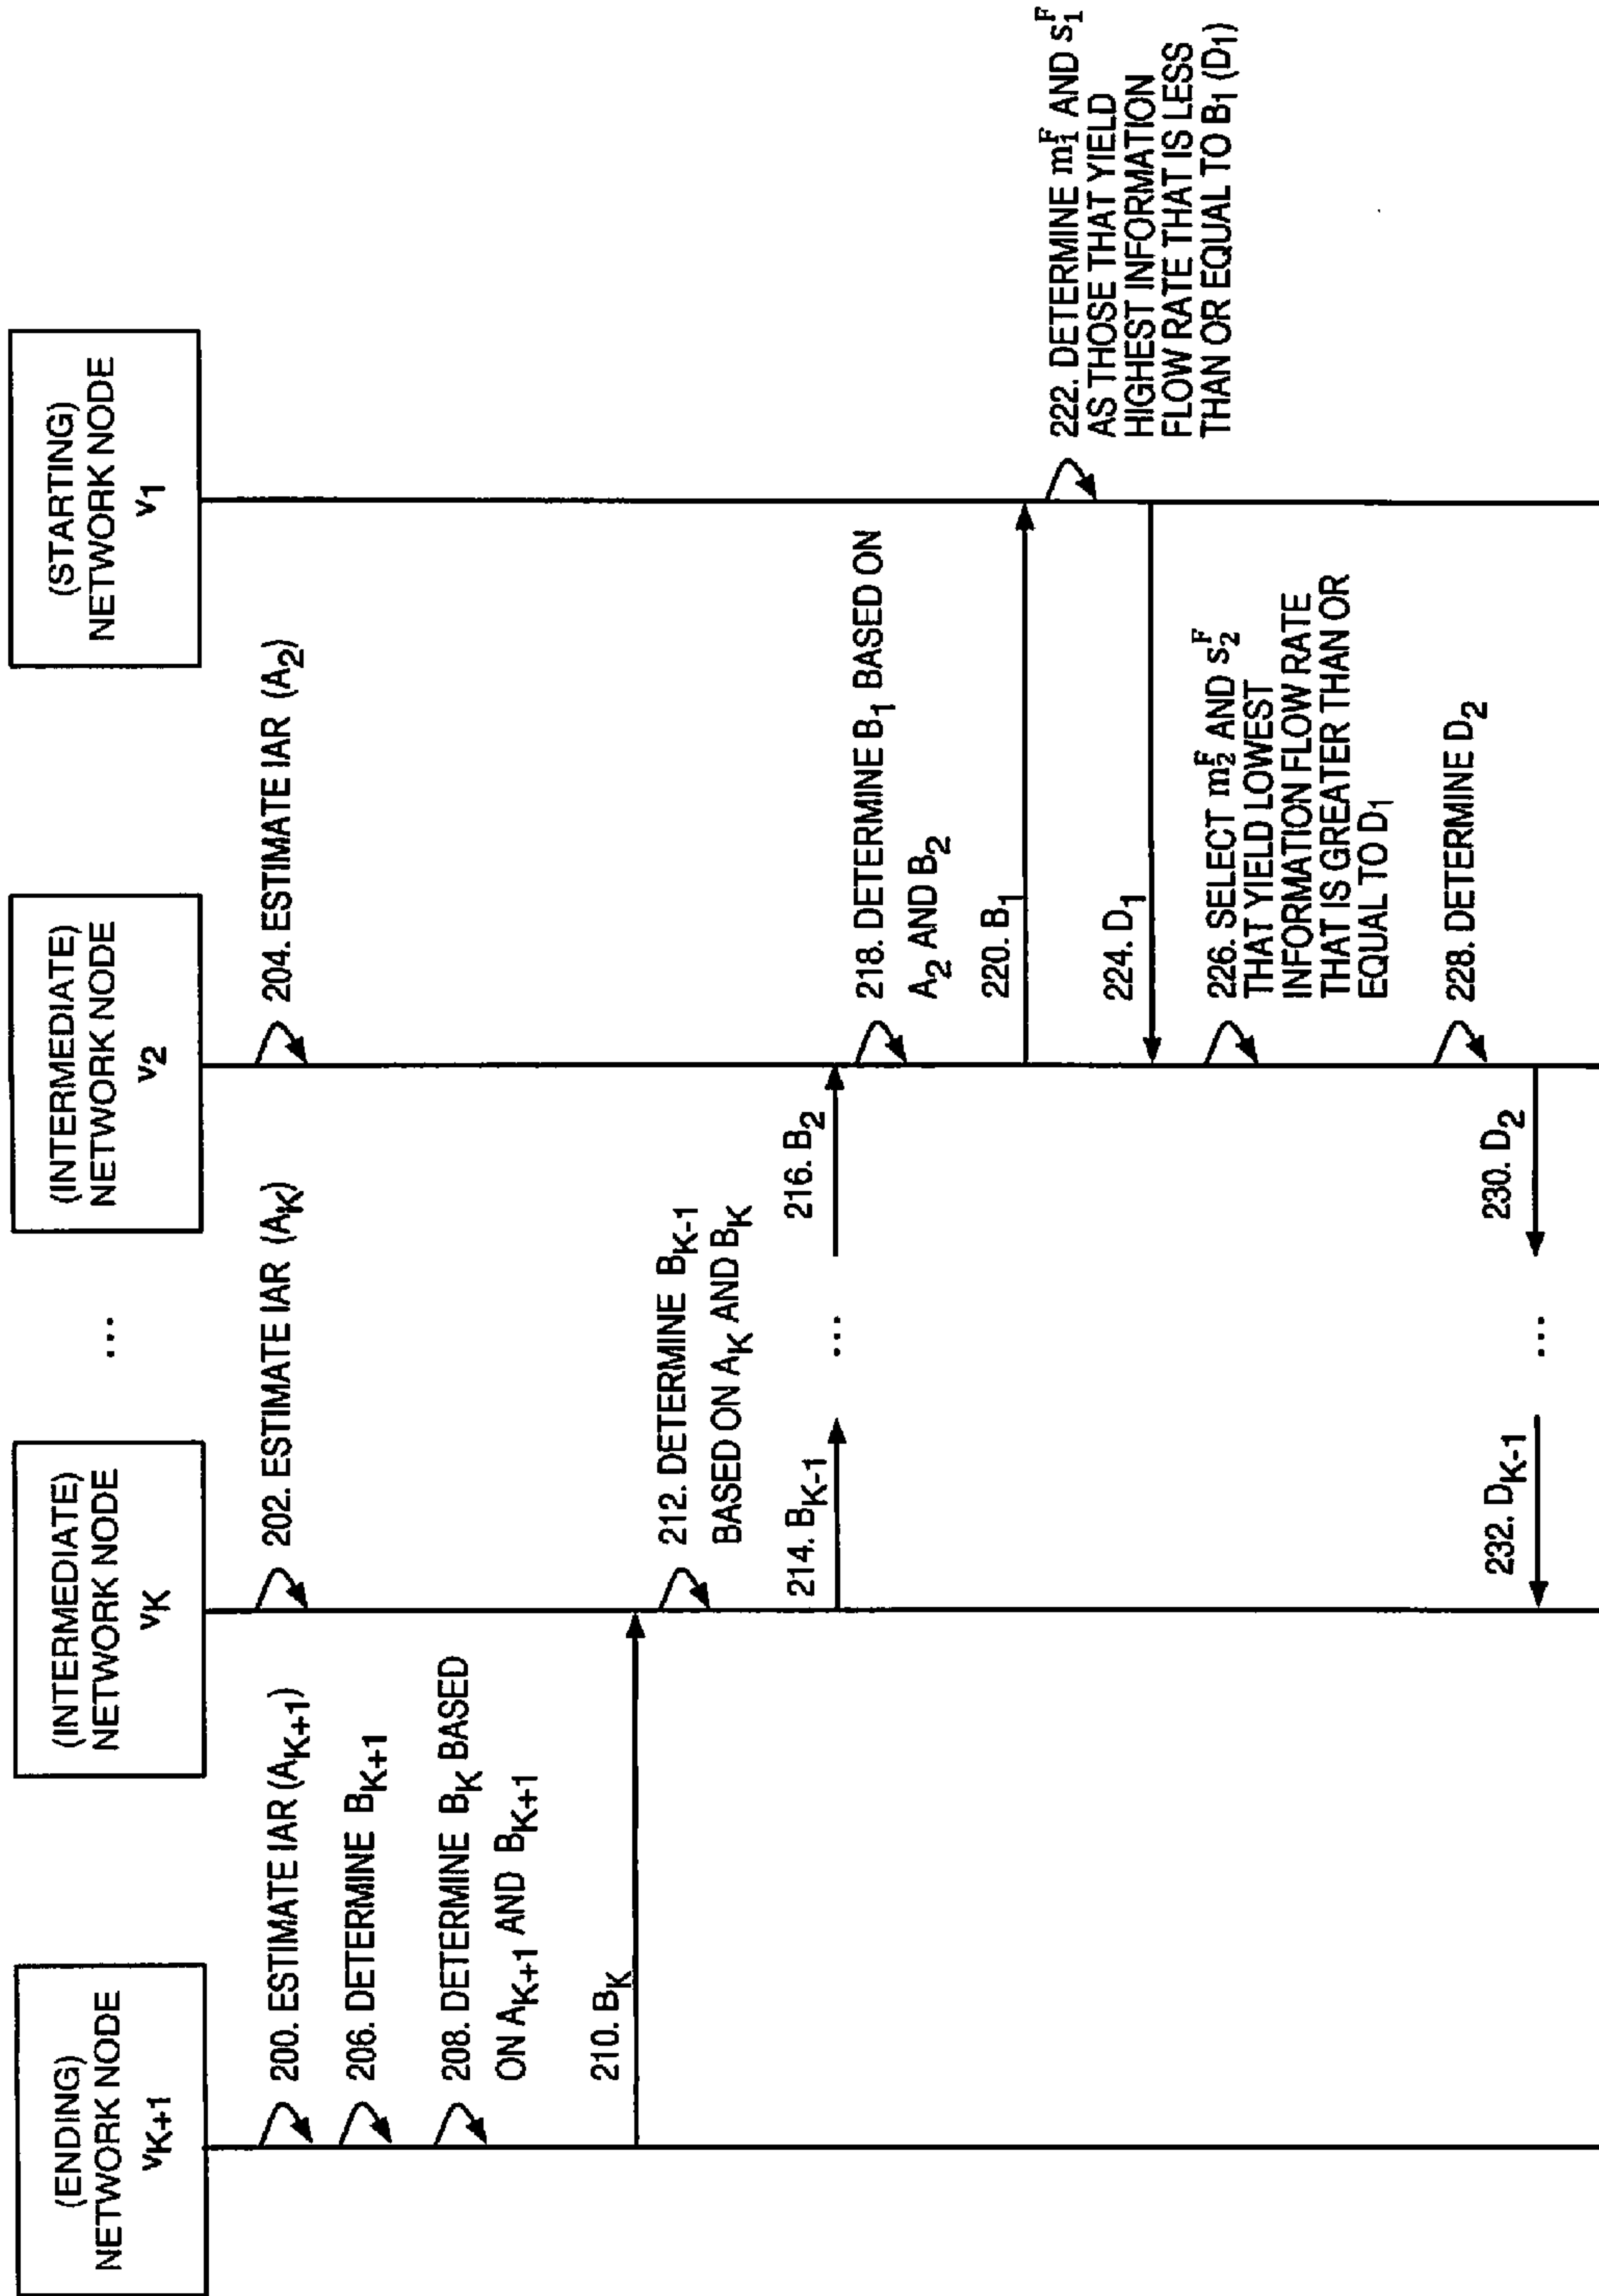 (ENDING)
NETWORK NODE
vK+1
(INTERMEDIATE)
NETWORK NODE
vK
...
(INTERMEDIATE)
NETWORK NODE
v2
(STARTING)
NETWORK NODE
v1
200. ESTIMATE IAR (AK+1)
202. ESTIMATE IAR (AK)
204. ESTIMATE IAR (A2)
206. DETERMINE BK+1
208. DETERMINE BK BASED
ON AK+1 AND BK+1
210. BK
212. DETERMINE BK-1
BASED ON AK AND BK
214. BK-1
...
216. B2
218. DETERMINE B1 BASED ON
A2 AND B2
220. B1
222. DETERMINE m1F AND s1F
AS THOSE THAT YIELD
HIGHEST INFORMATION
FLOW RATE THAT IS LESS
THAN OR EQUAL TO B1 (D1)
224. D1
226. SELECT m2F AND s2F
THAT YIELD LOWEST
INFORMATION FLOW RATE
THAT IS GREATER THAN OR
EQUAL TO D1
228. DETERMINE D2
230. D2
...
232. DK-1